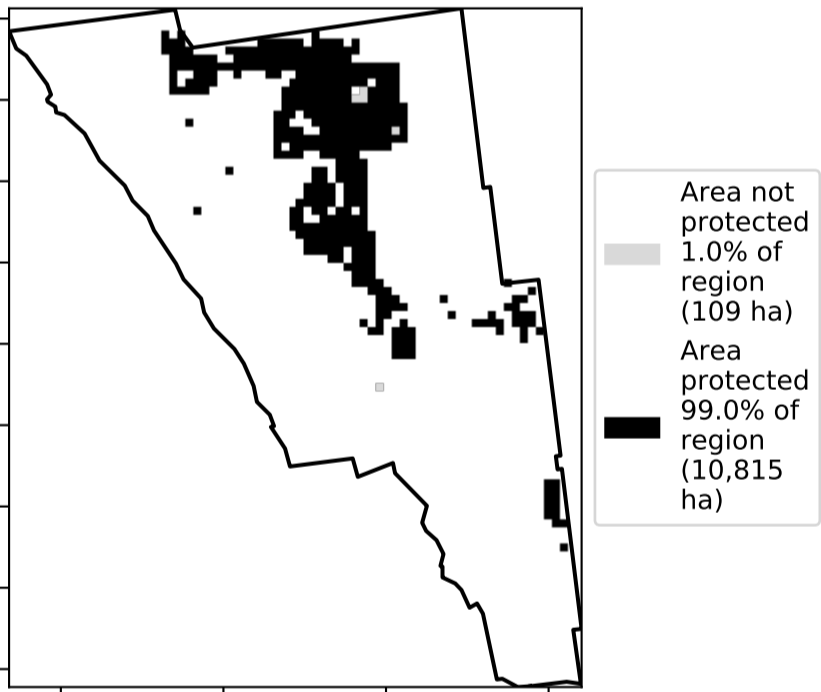 Area not
protected
1.0% of
region
(109 ha)
Area
protected
99.0% of
region
(10,815
ha)